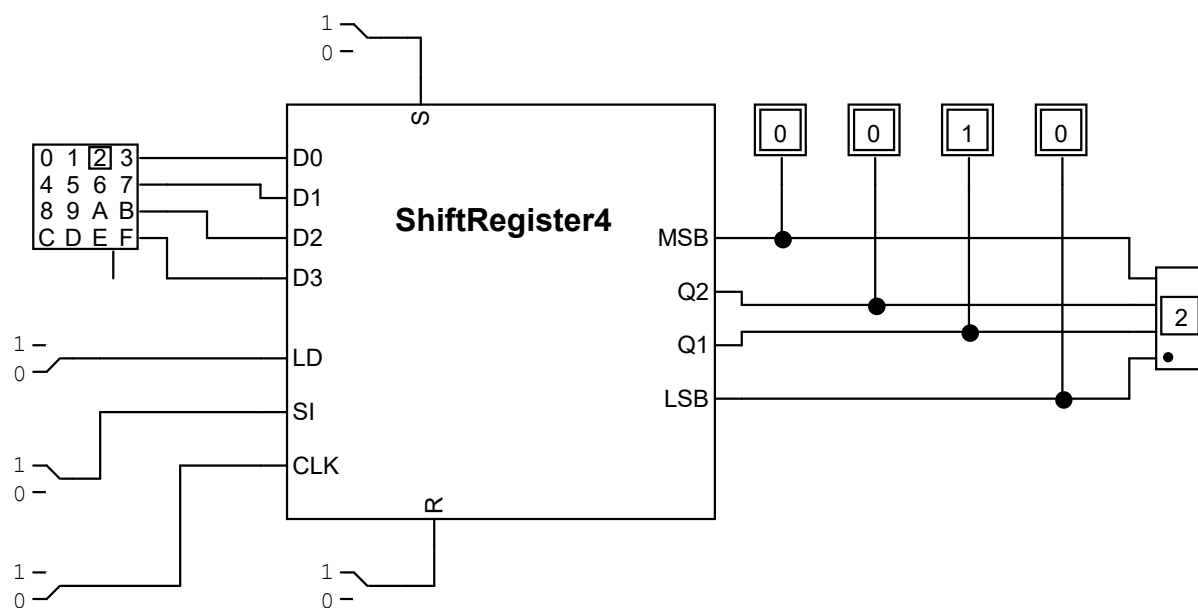 1
0
S
0 1 2 3
4 5 6 7
8 9 A B
C D E F
D0
D1
D2
D3
LD
SI
CLK
R
ShiftRegister4
MSB
Q2
Q1
LSB
0 0 1 0
2
1
0
1
0
1
0
1
0